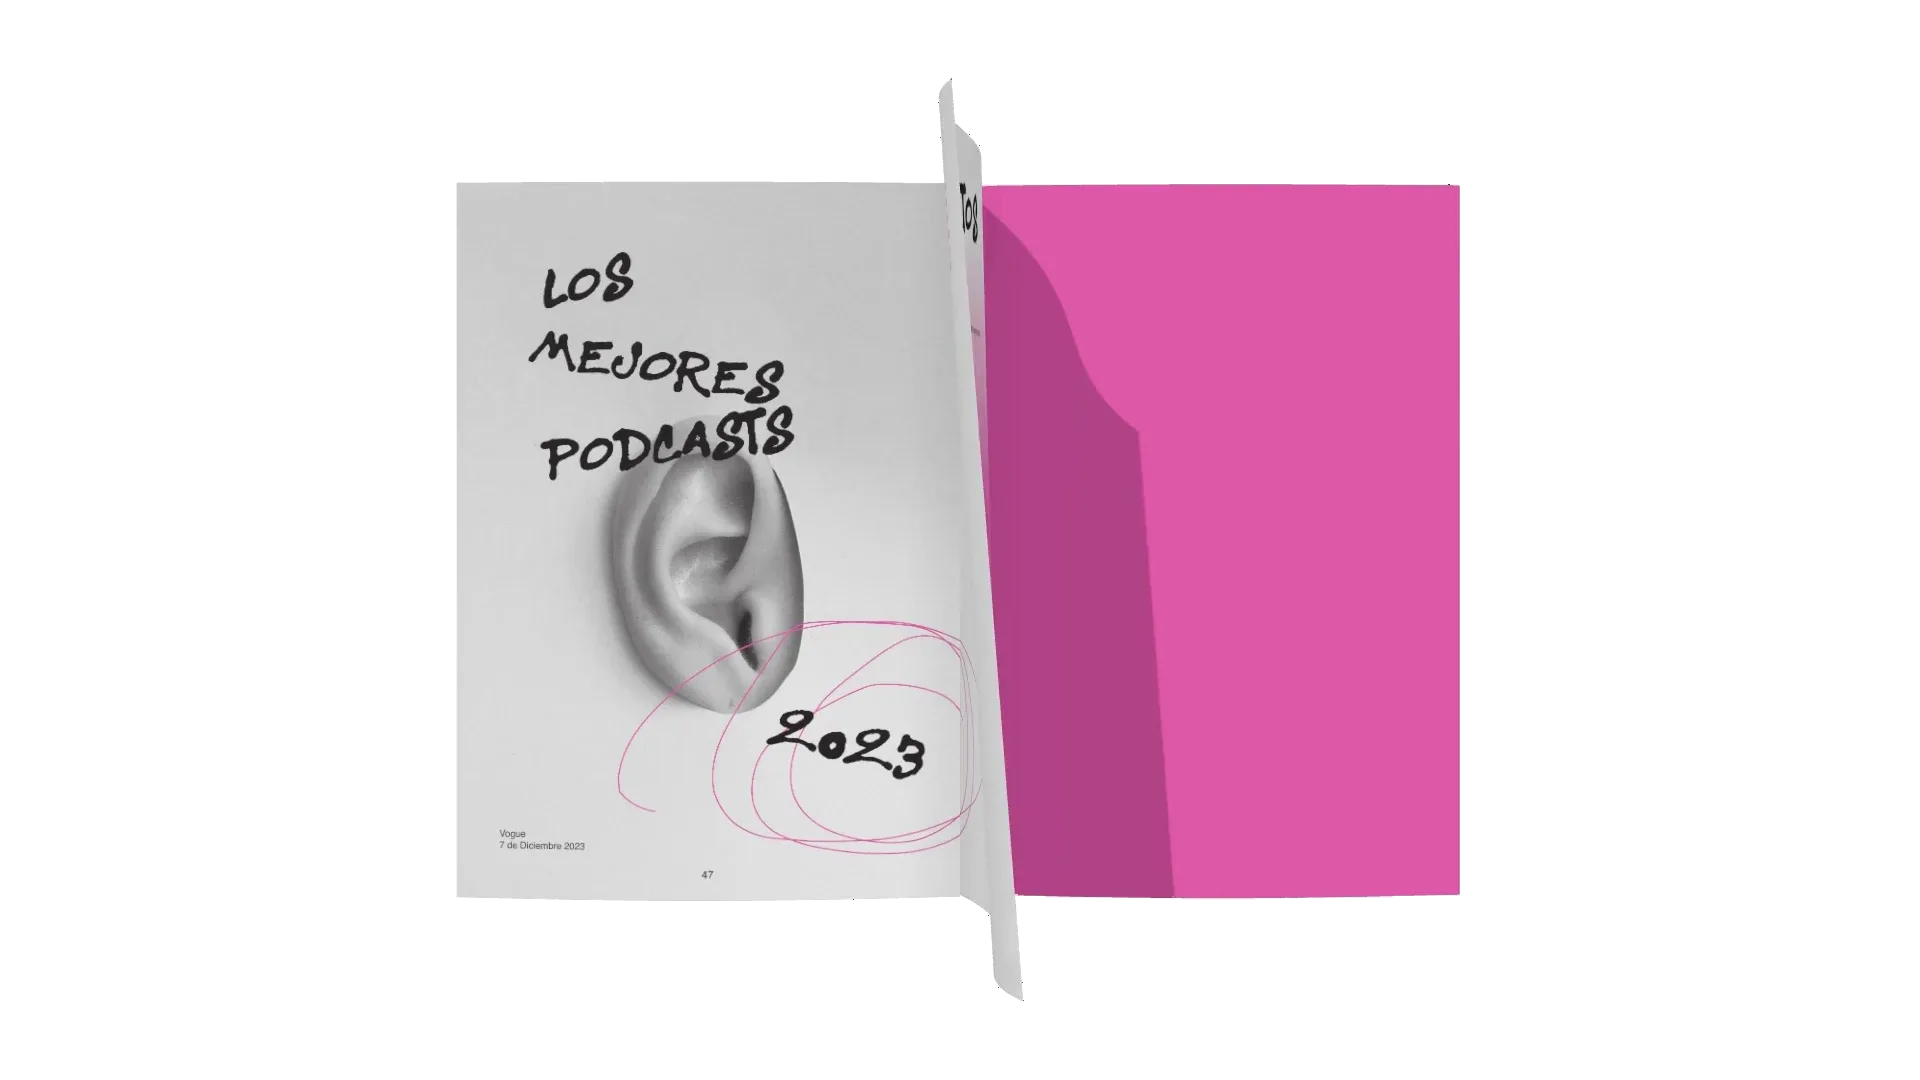 LOS
MEJORES
PODCASTS
2023
Vogue
7 de Diciembre 2023
47